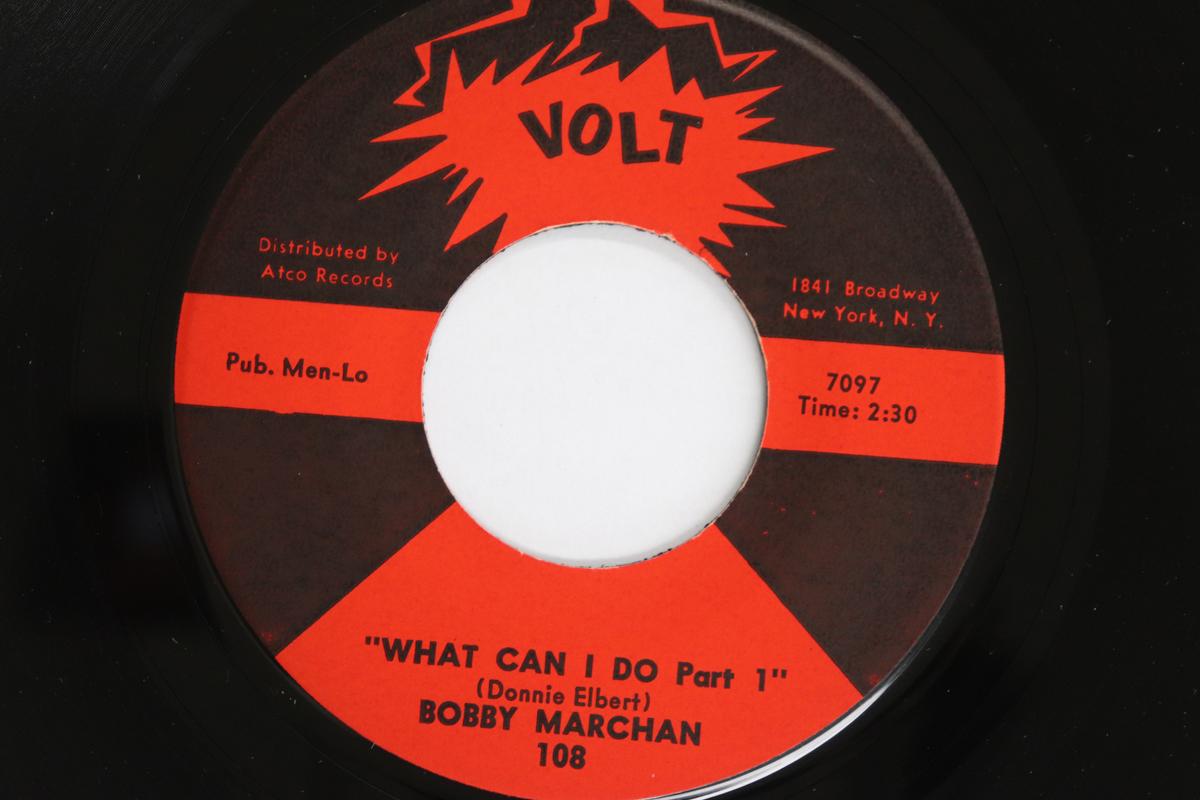 VOLT
Distributed by
Atco Records
1841 Broadway
New York, N. Y.
Pub. Men-Lo
7097
Time: 2:30
"WHAT CAN I DO Part 1"
(Donnie Elbert)
BOBBY MARCHAN
108